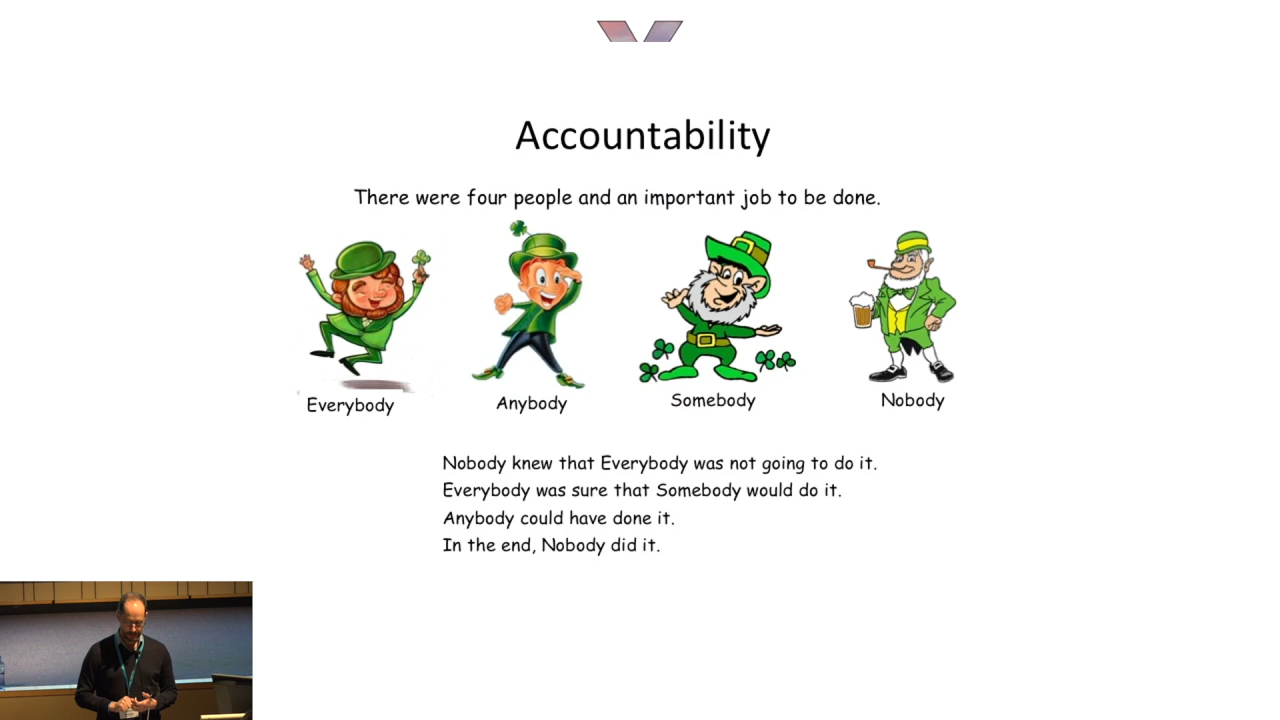 Accountability
There were four people and an important job to be done.
Everybody
Anybody
Somebody
Nobody
Nobody knew that Everybody was not going to do it.
Everybody was sure that Somebody would do it.
Anybody could have done it.
In the end, Nobody did it.